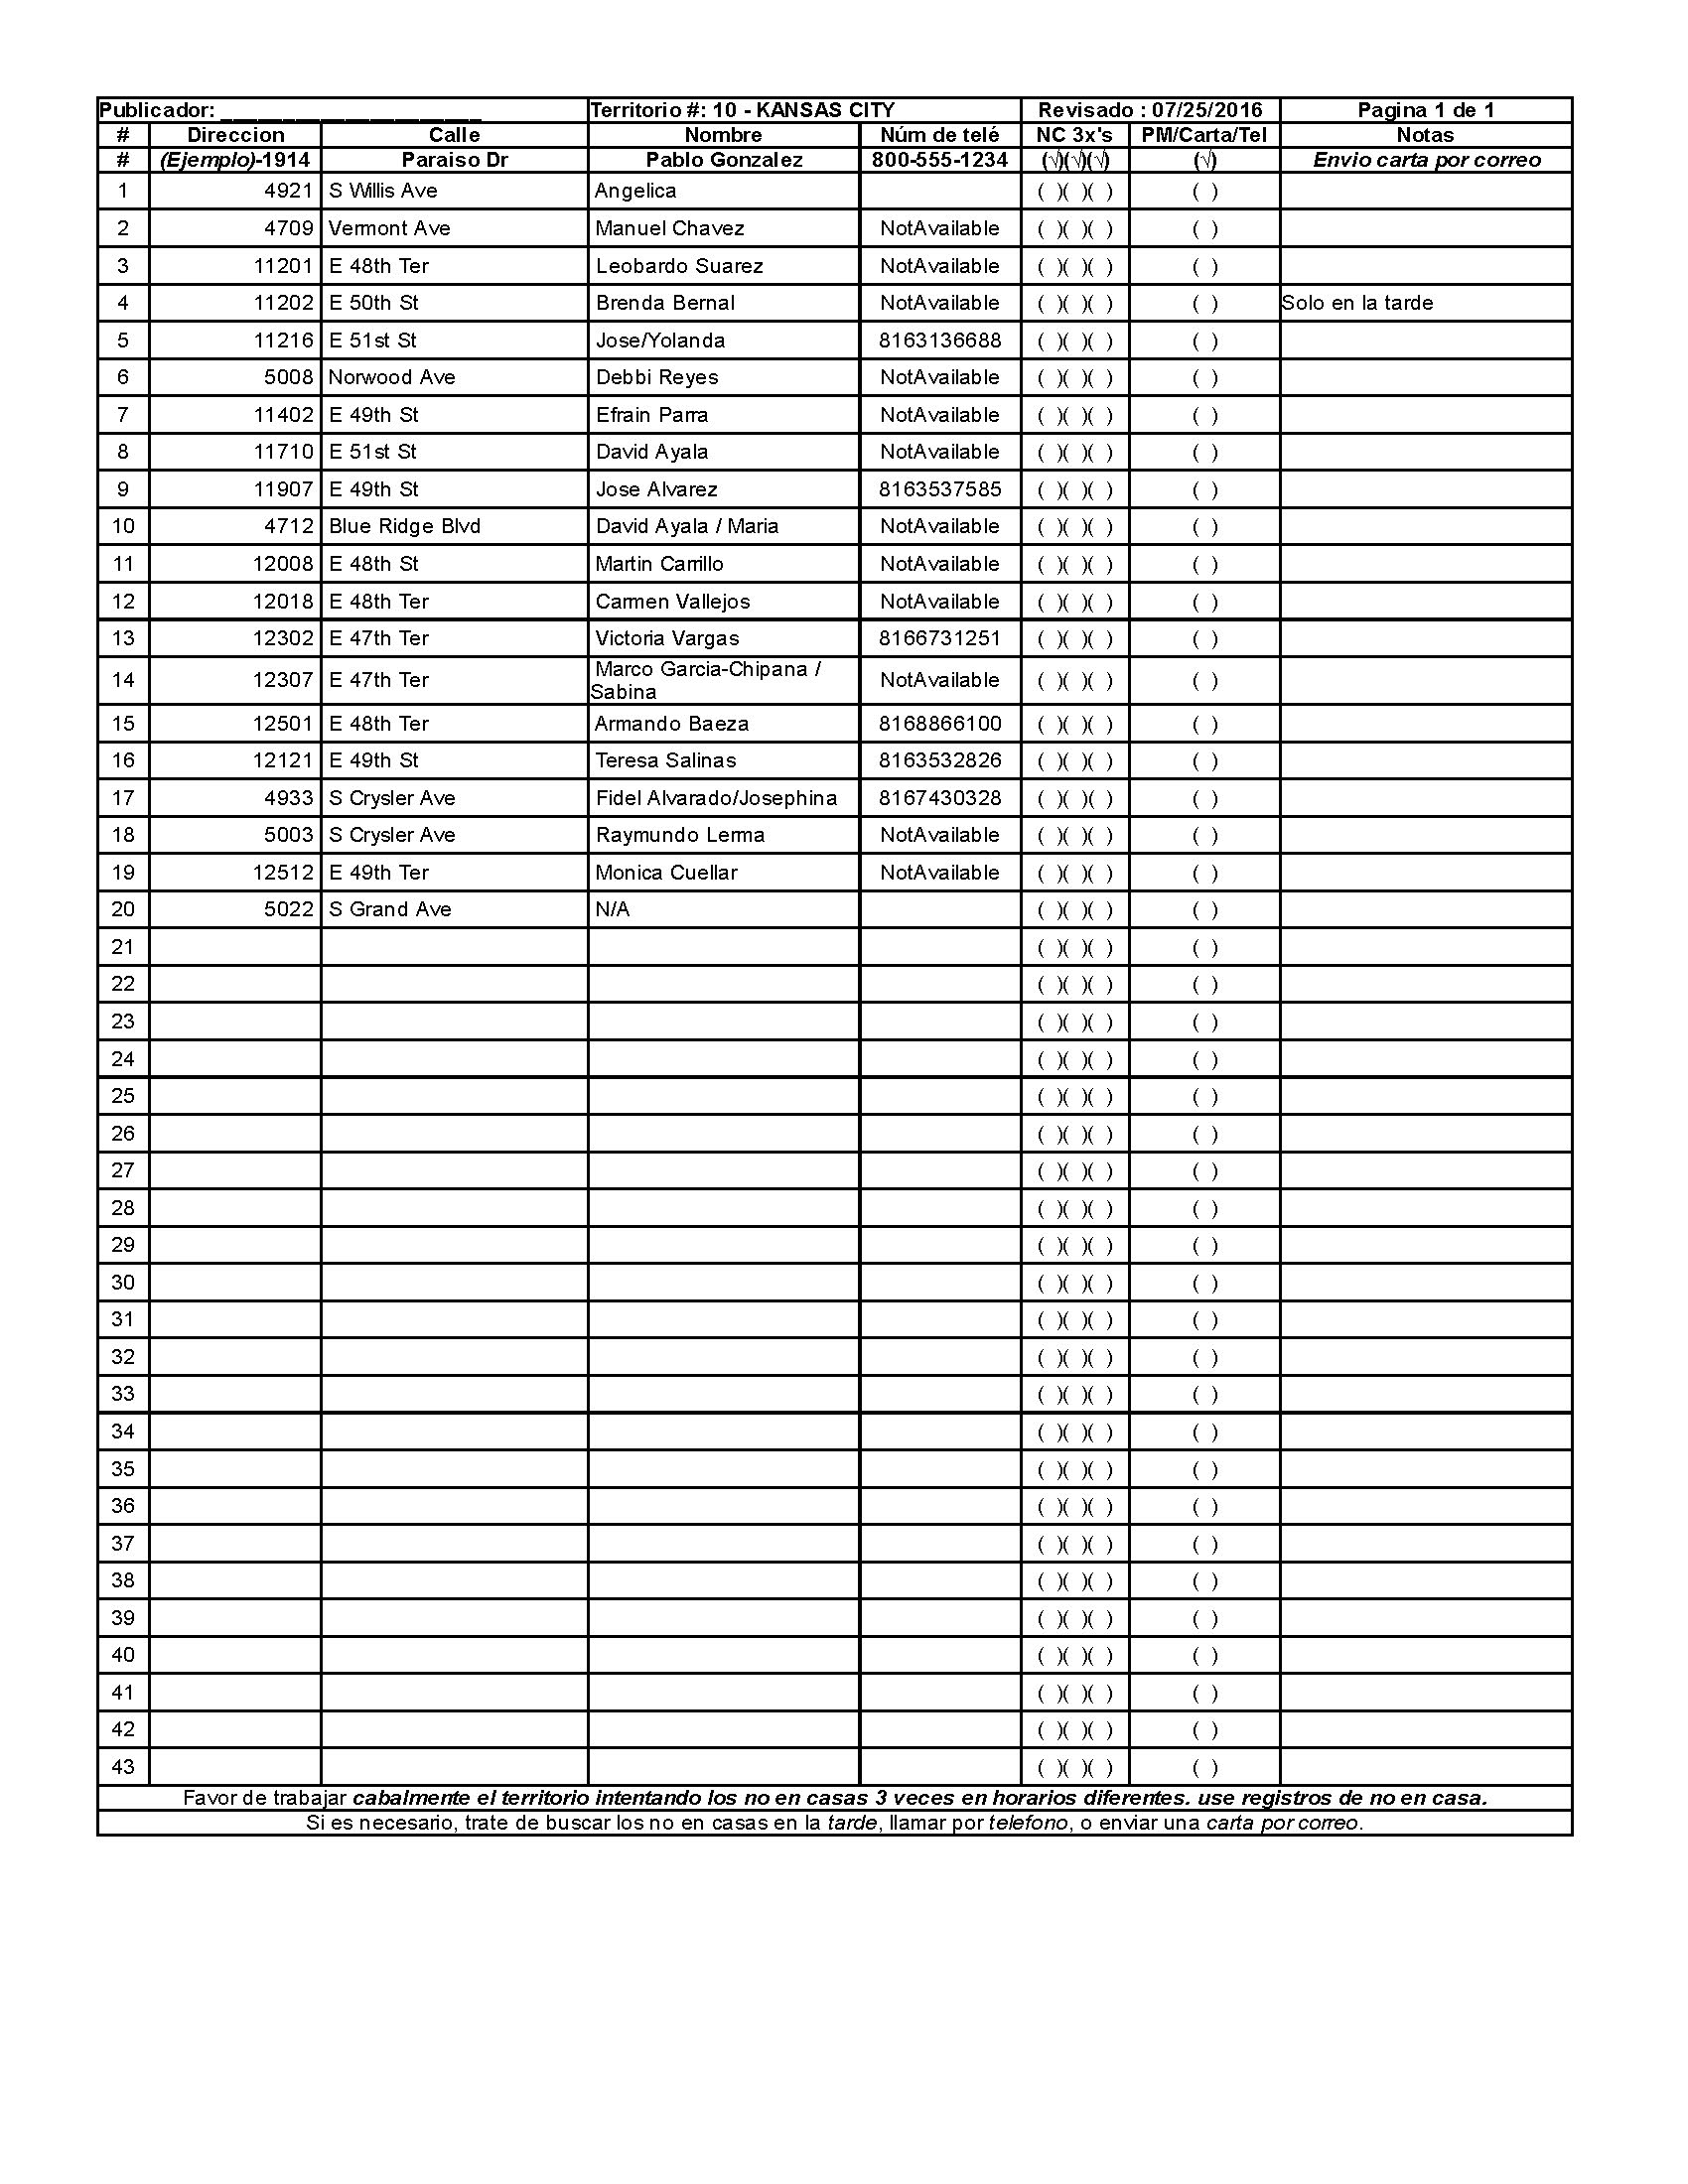 Publicador: _____________________ Territorio #: 10 - KANSAS CITY Revisado : 07/25/2016 Pagina 1 de 1
# Direccion Calle Nombre Núm de telé NC 3x's PM/Carta/Tel Notas
# (Ejemplo)-1914 Paraiso Dr Pablo Gonzalez 800-555-1234 (√)(√)(√) (√) Envio carta por correo
1 4921 S Willis Ave Angelica ( )( )( ) ( )
2 4709 Vermont Ave Manuel Chavez NotAvailable ( )( )( ) ( )
3 11201 E 48th Ter Leobardo Suarez NotAvailable ( )( )( ) ( )
4 11202 E 50th St Brenda Bernal NotAvailable ( )( )( ) ( ) Solo en la tarde
5 11216 E 51st St Jose/Yolanda 8163136688 ( )( )( ) ( )
6 5008 Norwood Ave Debbi Reyes NotAvailable ( )( )( ) ( )
7 11402 E 49th St Efrain Parra NotAvailable ( )( )( ) ( )
8 11710 E 51st St David Ayala NotAvailable ( )( )( ) ( )
9 11907 E 49th St Jose Alvarez 8163537585 ( )( )( ) ( )
10 4712 Blue Ridge Blvd David Ayala / Maria NotAvailable ( )( )( ) ( )
11 12008 E 48th St Martin Carrillo NotAvailable ( )( )( ) ( )
12 12018 E 48th Ter Carmen Vallejos NotAvailable ( )( )( ) ( )
13 12302 E 47th Ter Victoria Vargas 8166731251 ( )( )( ) ( )
14 12307 E 47th Ter Marco Garcia-Chipana / Sabina NotAvailable ( )( )( ) ( )
15 12501 E 48th Ter Armando Baeza 8168866100 ( )( )( ) ( )
16 12121 E 49th St Teresa Salinas 8163532826 ( )( )( ) ( )
17 4933 S Crysler Ave Fidel Alvarado/Josephina 8167430328 ( )( )( ) ( )
18 5003 S Crysler Ave Raymundo Lerma NotAvailable ( )( )( ) ( )
19 12512 E 49th Ter Monica Cuellar NotAvailable ( )( )( ) ( )
20 5022 S Grand Ave N/A ( )( )( ) ( )
21 ( )( )( ) ( )
22 ( )( )( ) ( )
23 ( )( )( ) ( )
24 ( )( )( ) ( )
25 ( )( )( ) ( )
26 ( )( )( ) ( )
27 ( )( )( ) ( )
28 ( )( )( ) ( )
29 ( )( )( ) ( )
30 ( )( )( ) ( )
31 ( )( )( ) ( )
32 ( )( )( ) ( )
33 ( )( )( ) ( )
34 ( )( )( ) ( )
35 ( )( )( ) ( )
36 ( )( )( ) ( )
37 ( )( )( ) ( )
38 ( )( )( ) ( )
39 ( )( )( ) ( )
40 ( )( )( ) ( )
41 ( )( )( ) ( )
42 ( )( )( ) ( )
43 ( )( )( ) ( )
Favor de trabajar cabalmente el territorio intentando los no en casas 3 veces en horarios diferentes. use registros de no en casa.
Si es necesario, trate de buscar los no en casas en la tarde, llamar por telefono, o enviar una carta por correo.